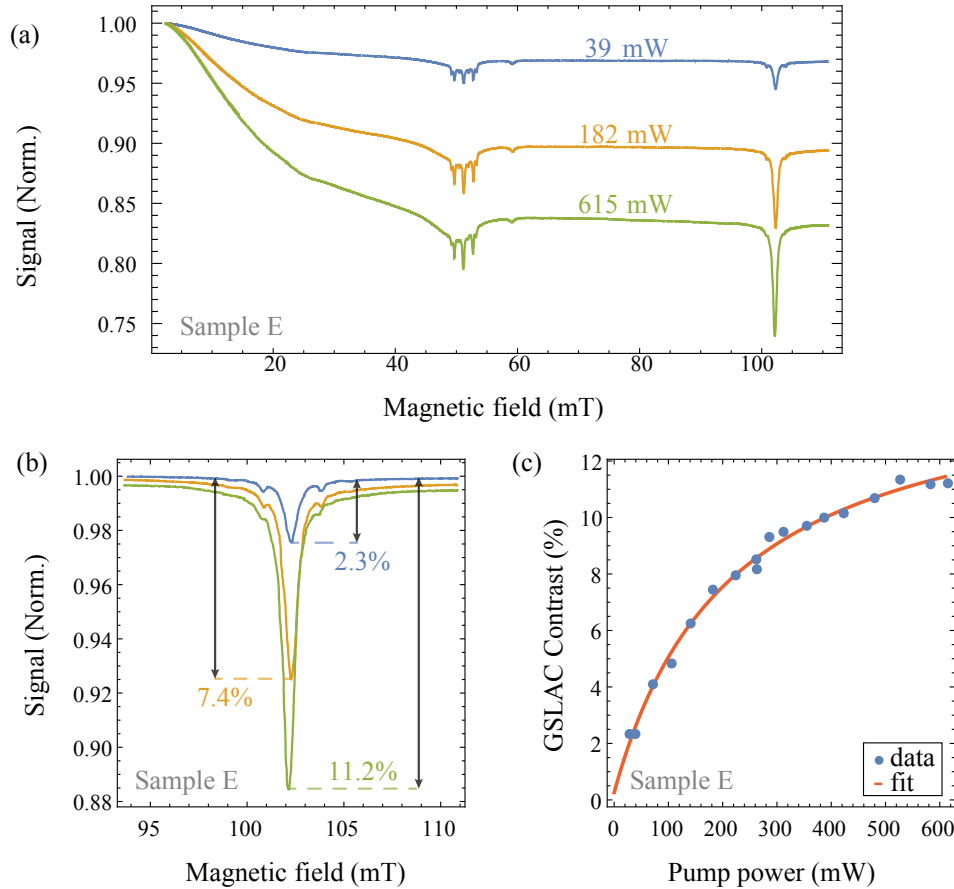 (a)
1.00
0.95
0.90
0.85
0.80
0.75
Signal (Norm.)
39 mW
182 mW
615 mW
Sample E
20
40
60
80
100
Magnetic field (mT)
(b)
1.00
0.98
0.96
0.94
0.92
0.90
0.88
Signal (Norm.)
2.3%
7.4%
11.2%
Sample E
95
100
105
110
Magnetic field (mT)
(c)
12
10
8
6
4
2
0
GSLAC Contrast (%)
data
fit
Sample E
0
100
200
300
400
500
600
Pump power (mW)